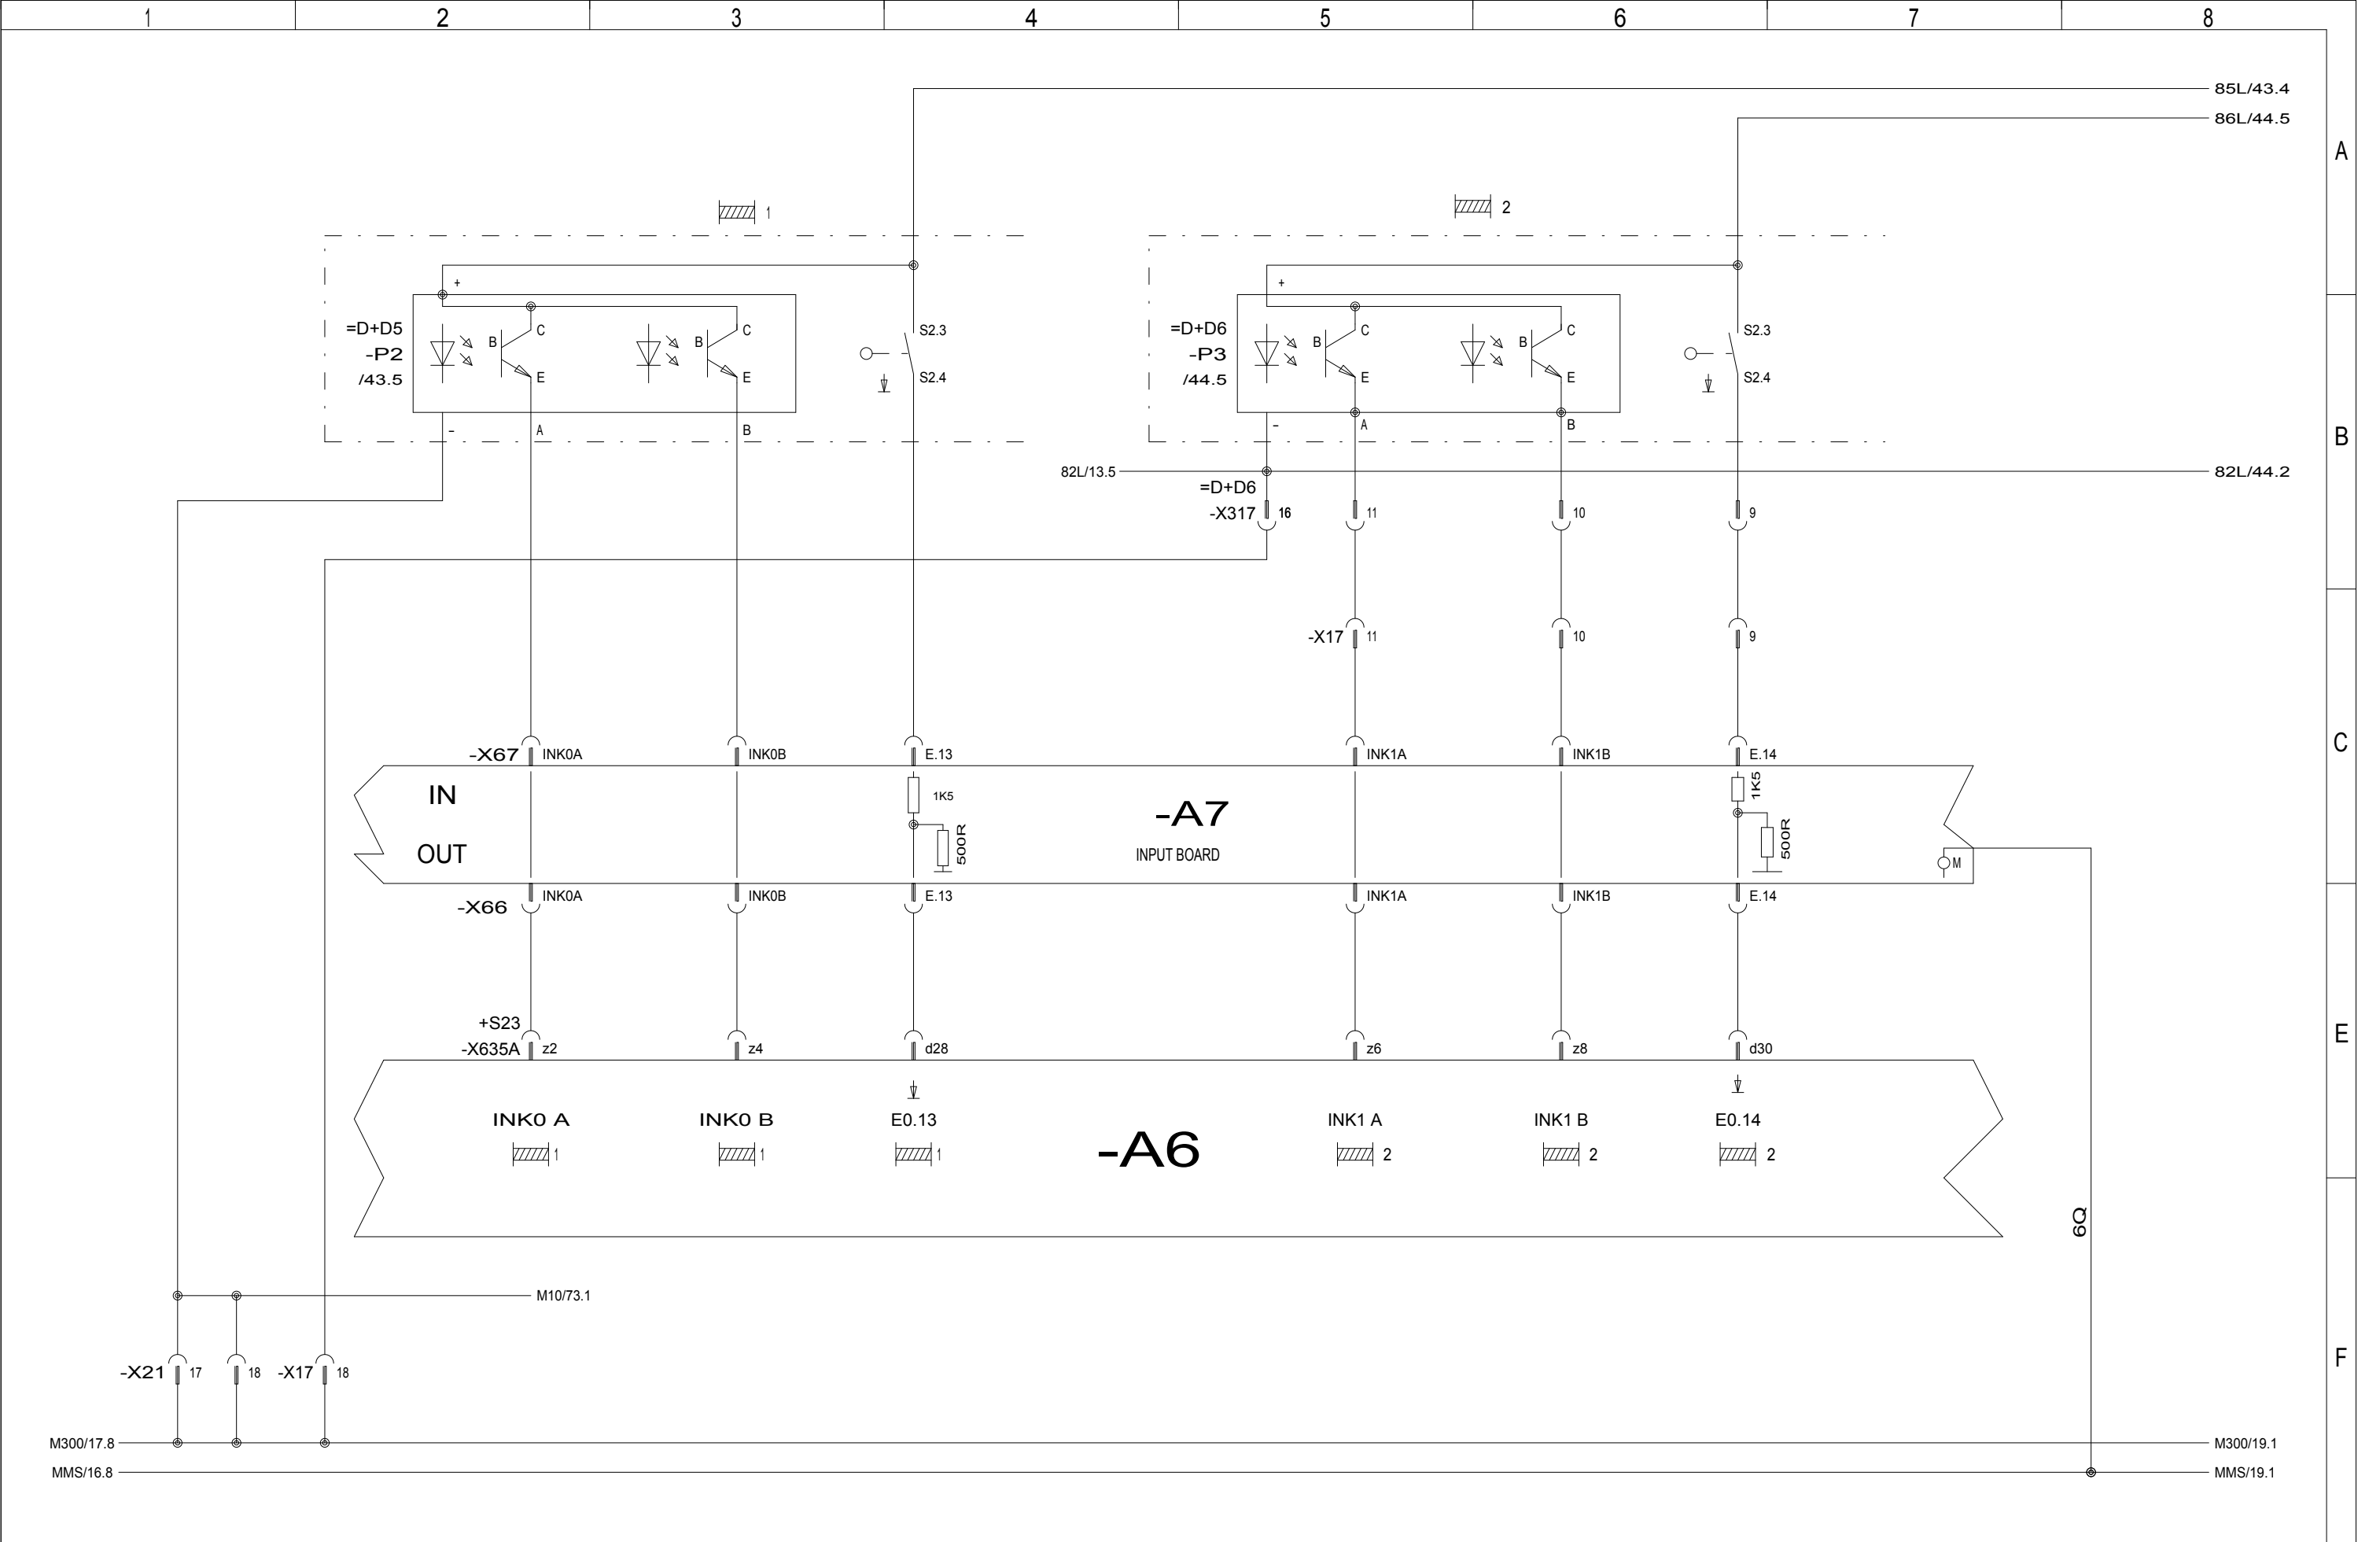 1 2 3 4 5 6 7 8
85L/43.4
86L/44.5
A
1 2
+ +
=D+D5 C C S2.3 =D+D6 C C S2.3
B B B B
-P2 -P3
/43.5 E E S2.4 /44.5 E E S2.4
- A B - A B
B
82L/13.5 82L/44.2
=D+D6
-X317 16 11 10 9
-X17 11 10 9
C
-X67 INK0A INK0B E.13 INK1A INK1B E.14
IN 1K5 -A7 1K5
OUT 500R INPUT BOARD 500R M
-X66 INK0A INK0B E.13 INK1A INK1B E.14
+S23
E
-X635A z2 z4 d28 z6 z8 d30
INK0 A INK0 B E0.13 INK1 A INK1 B E0.14
-A6
1 1 1 2 2 2
6Q
M10/73.1
F
-X21 17 18 -X17 18
M300/17.8 M300/19.1
MMS/16.8 MMS/19.1